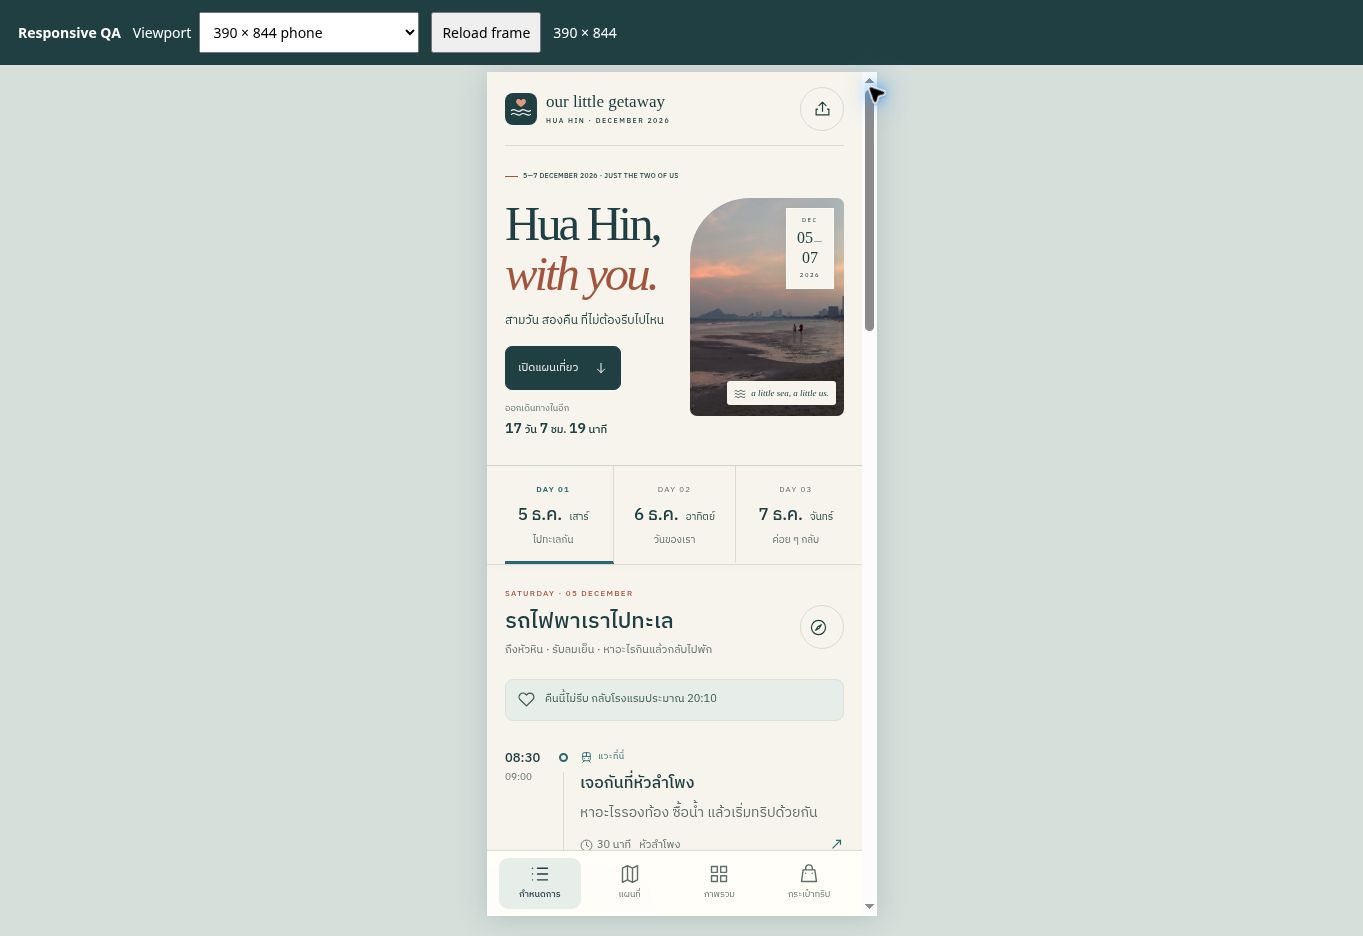 Responsive QA Viewport 390 × 844 phone Reload frame 390 × 844
our little getaway
HUA HIN · DECEMBER 2026
5–7 DECEMBER 2026 · JUST THE TWO OF US
Hua Hin,
with you.
สามวัน สองคืน ที่ไม่ต้องรีบไปไหน
เปิดแผนเที่ยว
ออกเดินทางในอีก
17 วัน 7 ชม. 19 นาที
DEC
05–
07
2026
a little sea, a little us.
DAY 01
5 ธ.ค. เสาร์
ไปทะเลกัน
DAY 02
6 ธ.ค. อาทิตย์
วันของเรา
DAY 03
7 ธ.ค. จันทร์
ค่อย ๆ กลับ
SATURDAY · 05 DECEMBER
รถไฟพาเราไปทะเล
ถึงหัวหิน · รับลมเย็น · หาอะไรกินแล้วกลับไปพัก
คืนนี้ไม่รีบ กลับโรงแรมประมาณ 20:10
08:30 แวะที่นี่
09:00
เจอกันที่หัวลำโพง
หาอะไรรองท้อง ซื้อน้ำ แล้วเริ่มทริปด้วยกัน
30 นาที หัวลำโพง
กำหนดการ แผนที่ ภาพรวม กระเป๋าทริป